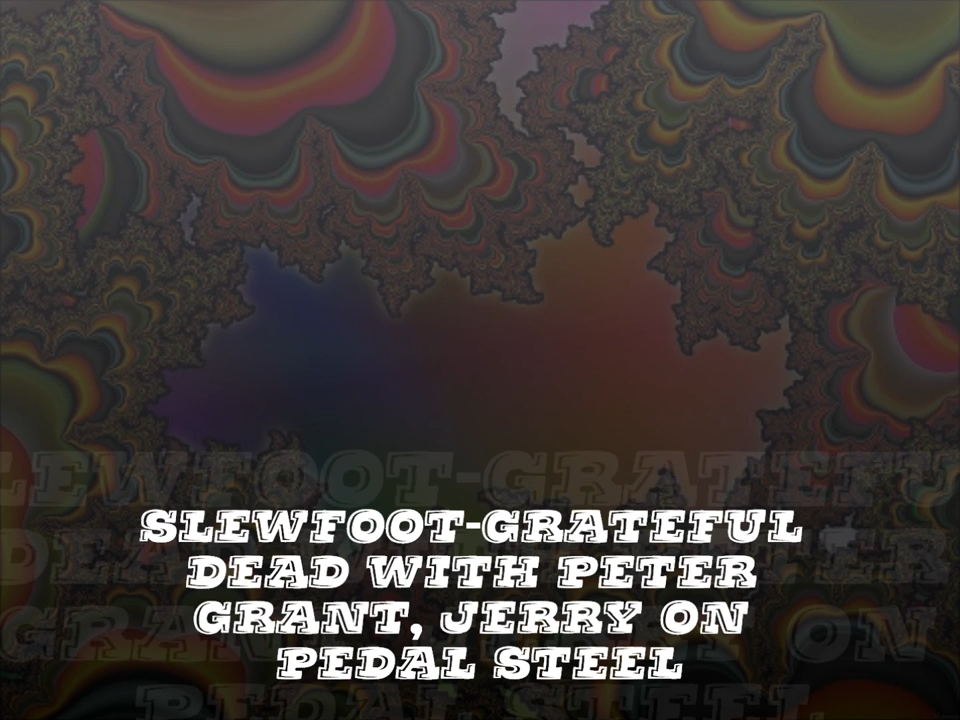 SLEWFOOT-GRATEFUL
DEAD WITH PETER
GRANT, JERRY ON
PEDAL STEEL